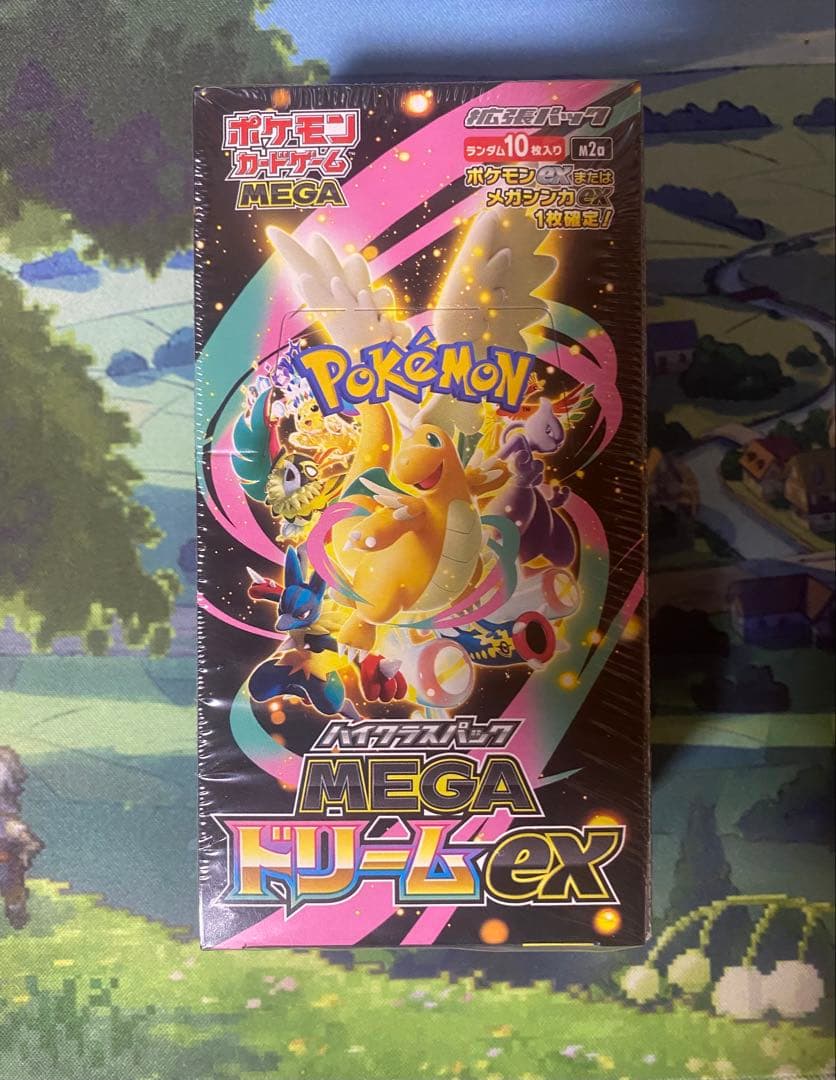 ポケモン
カードゲーム
MEGA
拡張パック
ランダム10枚入り M2a
ポケモンexまたは
メガシンカex
1枚確定!
POKéMON
TM
ハイクラスパック
MEGA
ドリームex